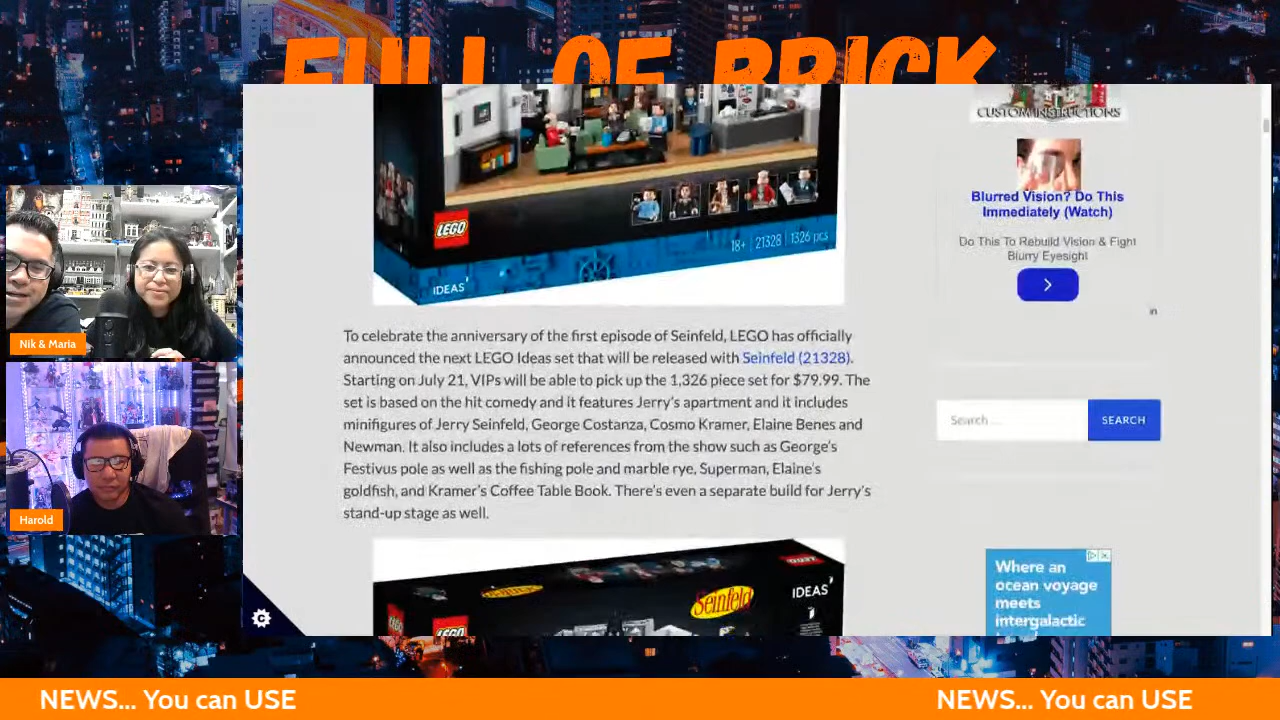 FULL OF BRICK
CUSTOM INSTRUCTIONS
Blurred Vision? Do This
Immediately (Watch)
Do This To Rebuild Vision & Fight
Blurry Eyesight
LEGO
18+ 21328 1326 pcs
IDEAS
To celebrate the anniversary of the first episode of Seinfeld, LEGO has officially
announced the next LEGO Ideas set that will be released with Seinfeld (21328).
Starting on July 21, VIPs will be able to pick up the 1,326 piece set for $79.99. The
set is based on the hit comedy and it features Jerry's apartment and it includes
minifigures of Jerry Seinfeld, George Costanza, Cosmo Kramer, Elaine Benes and
Newman. It also includes a lots of references from the show such as George's
Festivus pole as well as the fishing pole and marble rye, Superman, Elaine's
goldfish, and Kramer's Coffee Table Book. There's even a separate build for Jerry's
stand-up stage as well.
Search ...
SEARCH
Where an
ocean voyage
meets
intergalactic
Seinfeld
IDEAS
LEGO
Nik & Maria
Harold
NEWS... You can USE
NEWS... You can USE